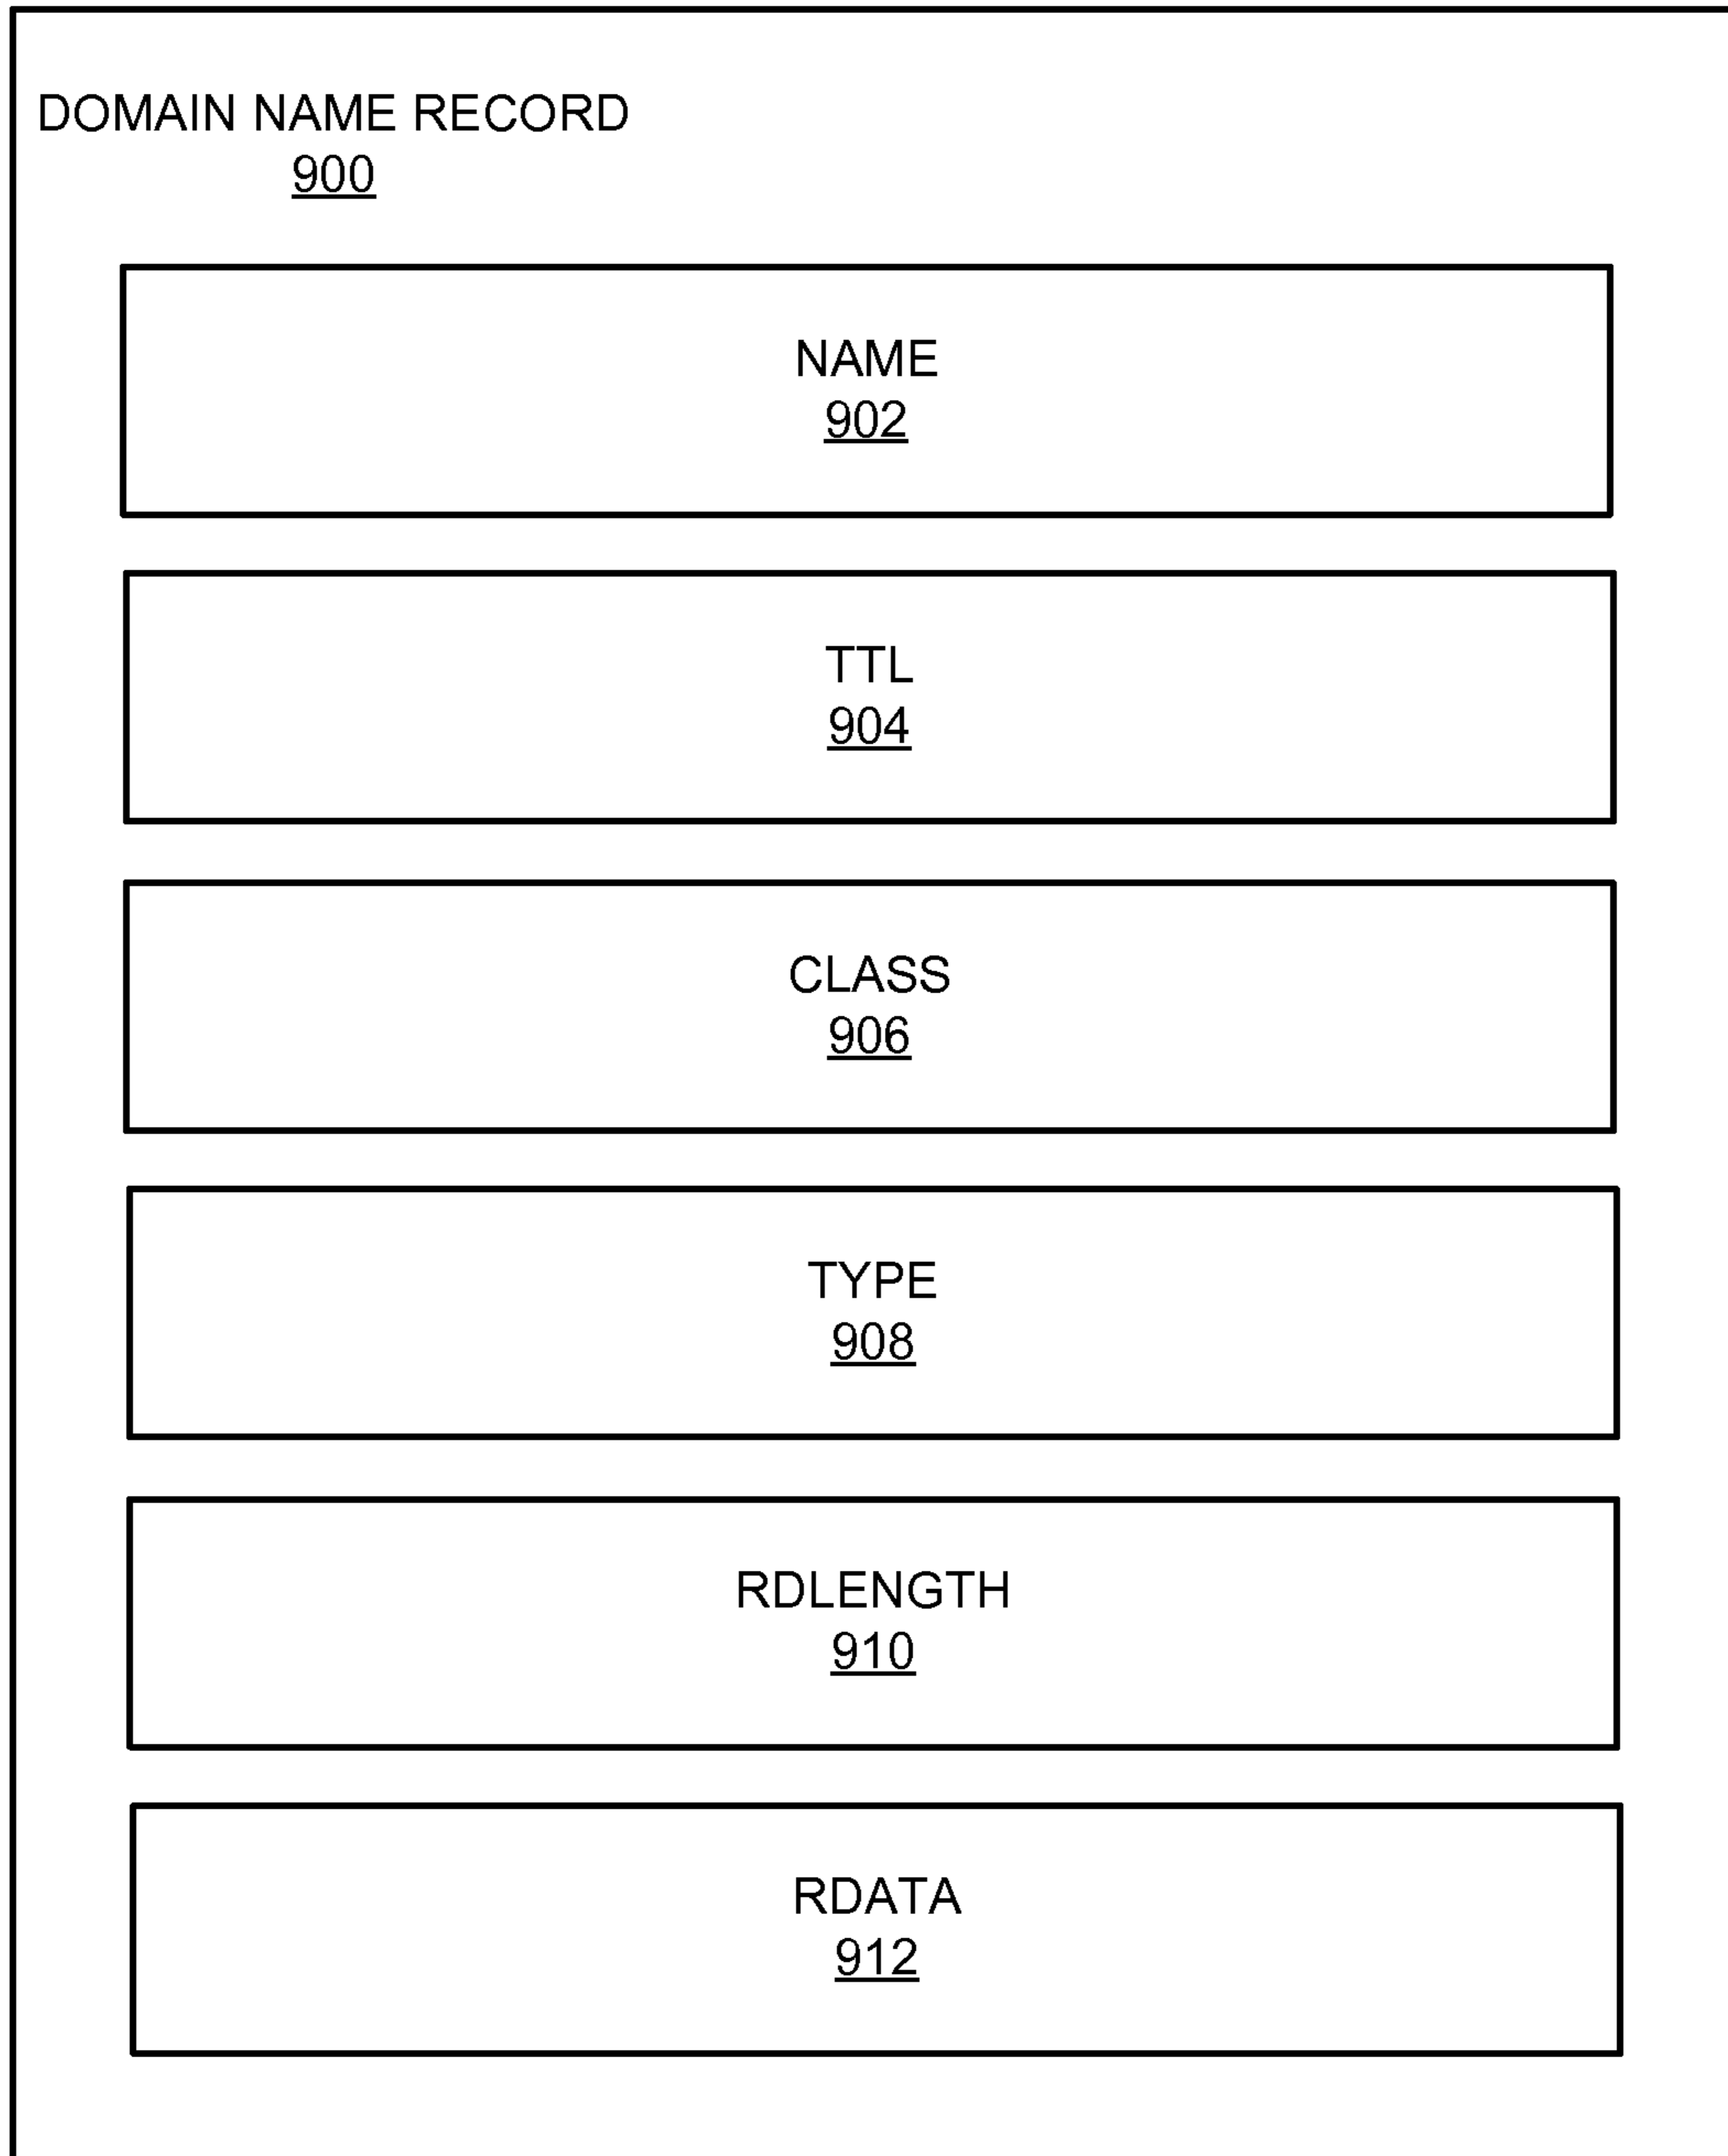 DOMAIN NAME RECORD
900
NAME
902
TTL
904
CLASS
906
TYPE
908
RDLENGTH
910
RDATA
912